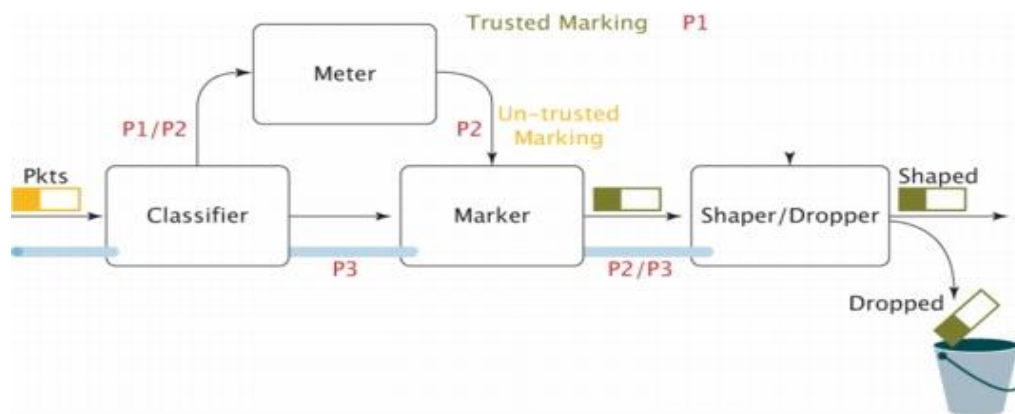 Trusted Marking P1
Meter
P1/P2
P2
Un-trusted
Marking
Pkts
Classifier
Marker
Shaper/Dropper
Shaped
P3
P2/P3
Dropped